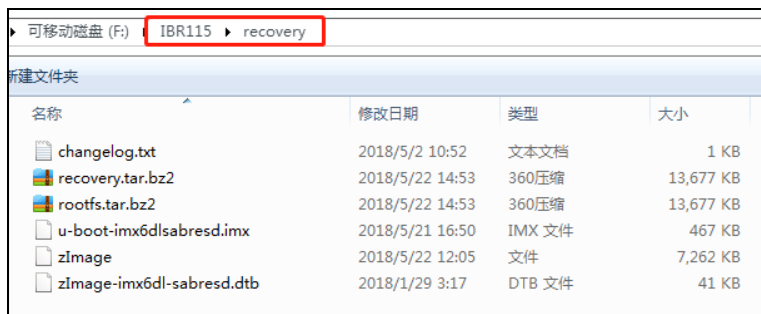 可移动磁盘 (F:) IBR115 recovery
新建文件夹
名称 修改日期 类型 大小
changelog.txt 2018/5/2 10:52 文本文档 1 KB
recovery.tar.bz2 2018/5/22 14:53 360压缩 13,677 KB
rootfs.tar.bz2 2018/5/22 14:53 360压缩 13,677 KB
u-boot-imx6dlsabresd.imx 2018/5/21 16:50 IMX 文件 467 KB
zImage 2018/5/22 12:05 文件 7,262 KB
zImage-imx6dl-sabresd.dtb 2018/1/29 3:17 DTB 文件 41 KB